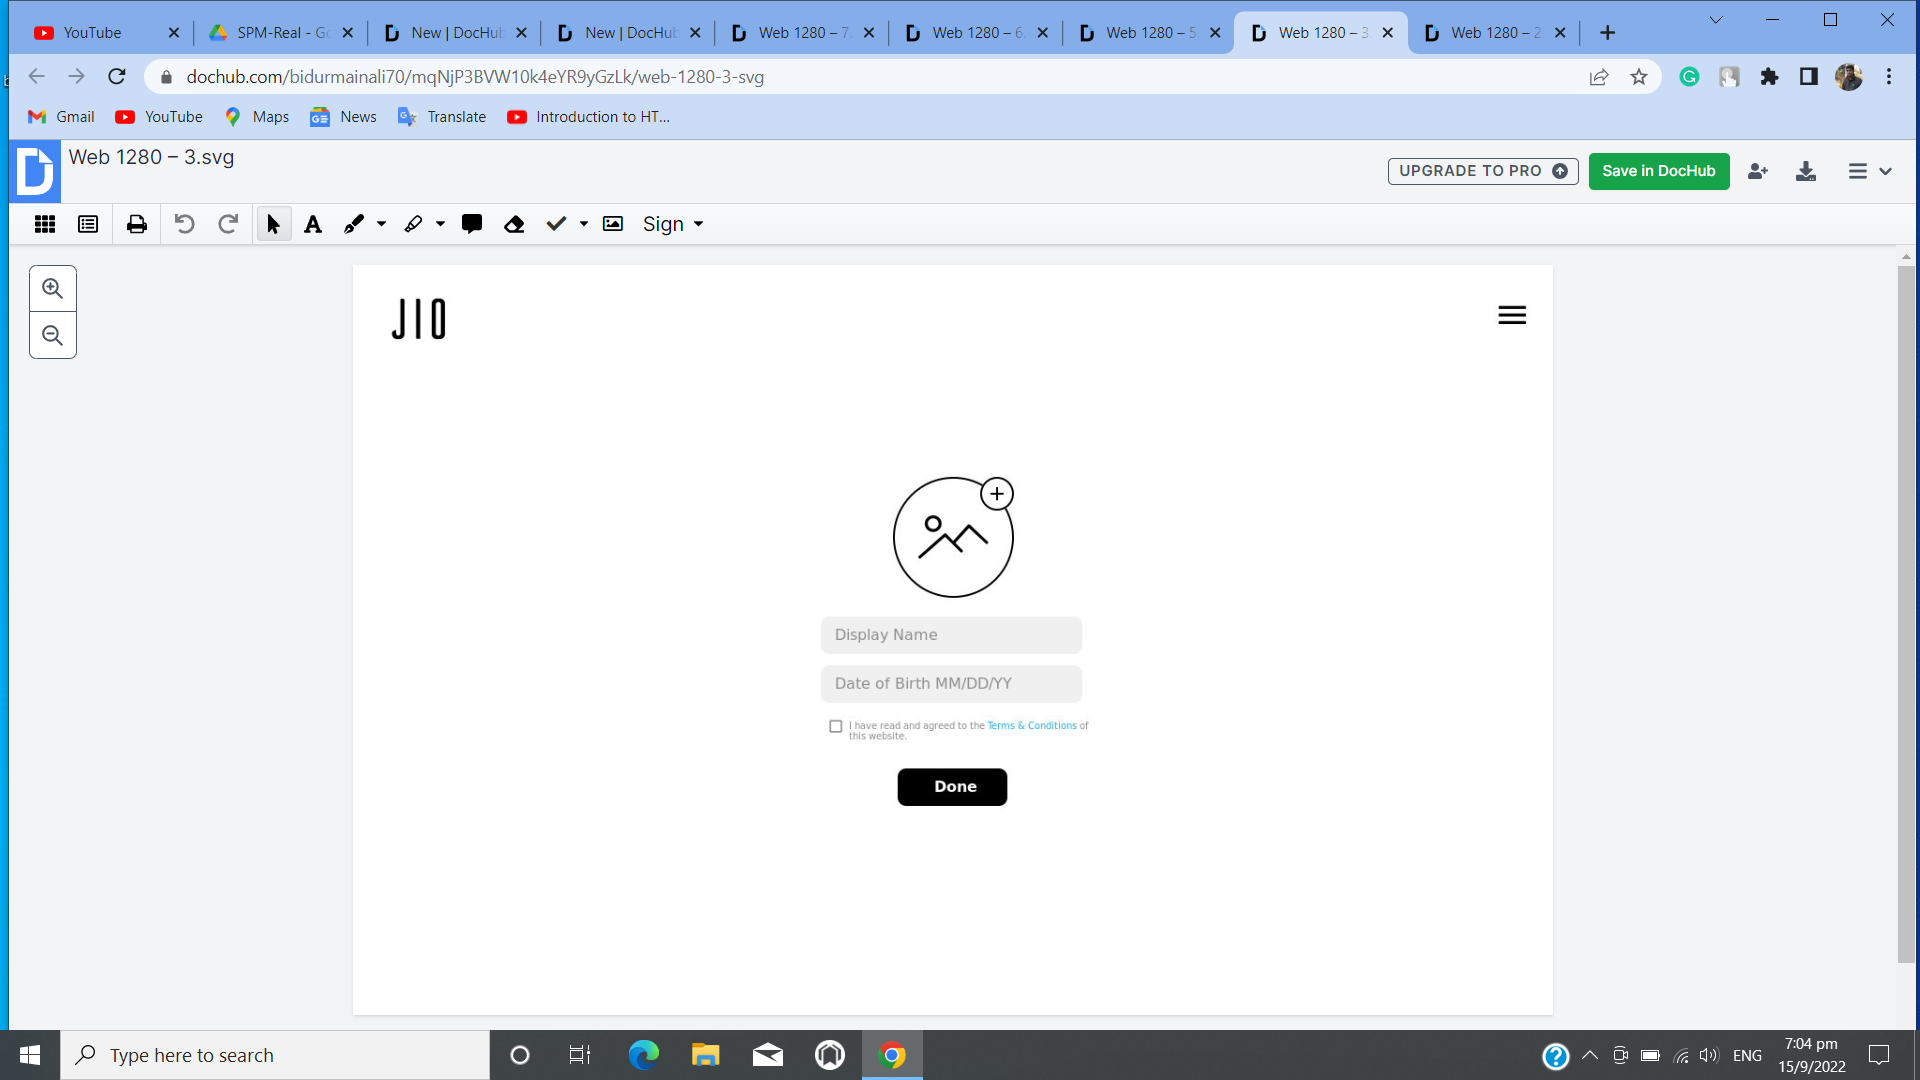 YouTube
SPM-Real - Go
New | DocHub
New | DocHub
Web 1280 – 7.
Web 1280 – 6.
Web 1280 – 5.
Web 1280 – 3.
Web 1280 – 2.
dochub.com/bidurmainali70/mqNjP3BVW10k4eYR9yGzLk/web-1280-3-svg
Gmail
YouTube
Maps
News
Translate
Introduction to HT...
Web 1280 – 3.svg
UPGRADE TO PRO
Save in DocHub
A
Sign
JIO
Display Name
Date of Birth MM/DD/YY
I have read and agreed to the Terms & Conditions of
this website.
Done
Type here to search
ENG
7:04 pm
15/9/2022